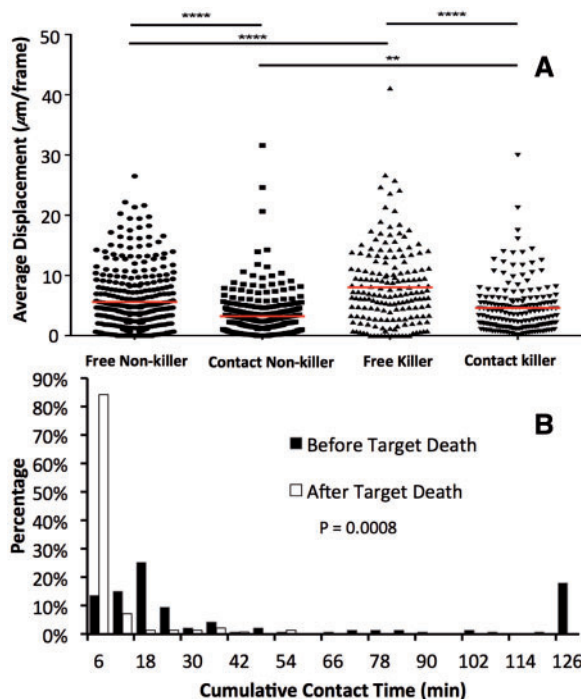 ****
****
****
**
A
50
40
30
20
10
0
Average Displacement (µm/frame)
Free Non-killer Contact Non-killer Free Killer Contact killer
B
90%
80%
70%
60%
50%
40%
30%
20%
10%
0%
Percentage
Before Target Death
After Target Death
P = 0.0008
6 18 30 42 54 66 78 90 102 114 126
Cumulative Contact Time (min)